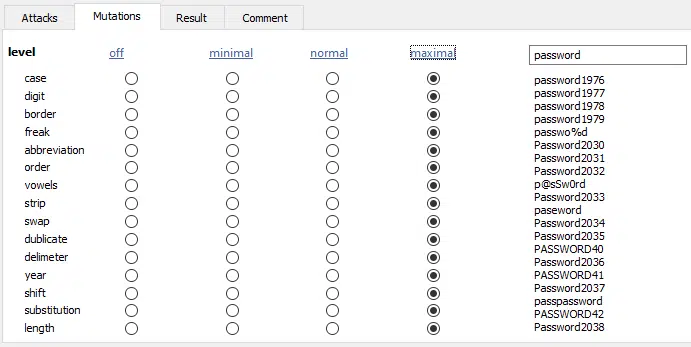 Attacks Mutations Result Comment
level off minimal normal maximal password
case
digit
border
freak
abbreviation
order
vowels
strip
swap
dublicate
delimeter
year
shift
substitution
length
password1976
password1977
password1978
password1979
passwo%d
Password2030
Password2031
Password2032
p@sSw0rd
Password2033
paseword
Password2034
Password2035
PASSWORD40
Password2036
PASSWORD41
Password2037
passpassword
PASSWORD42
Password2038